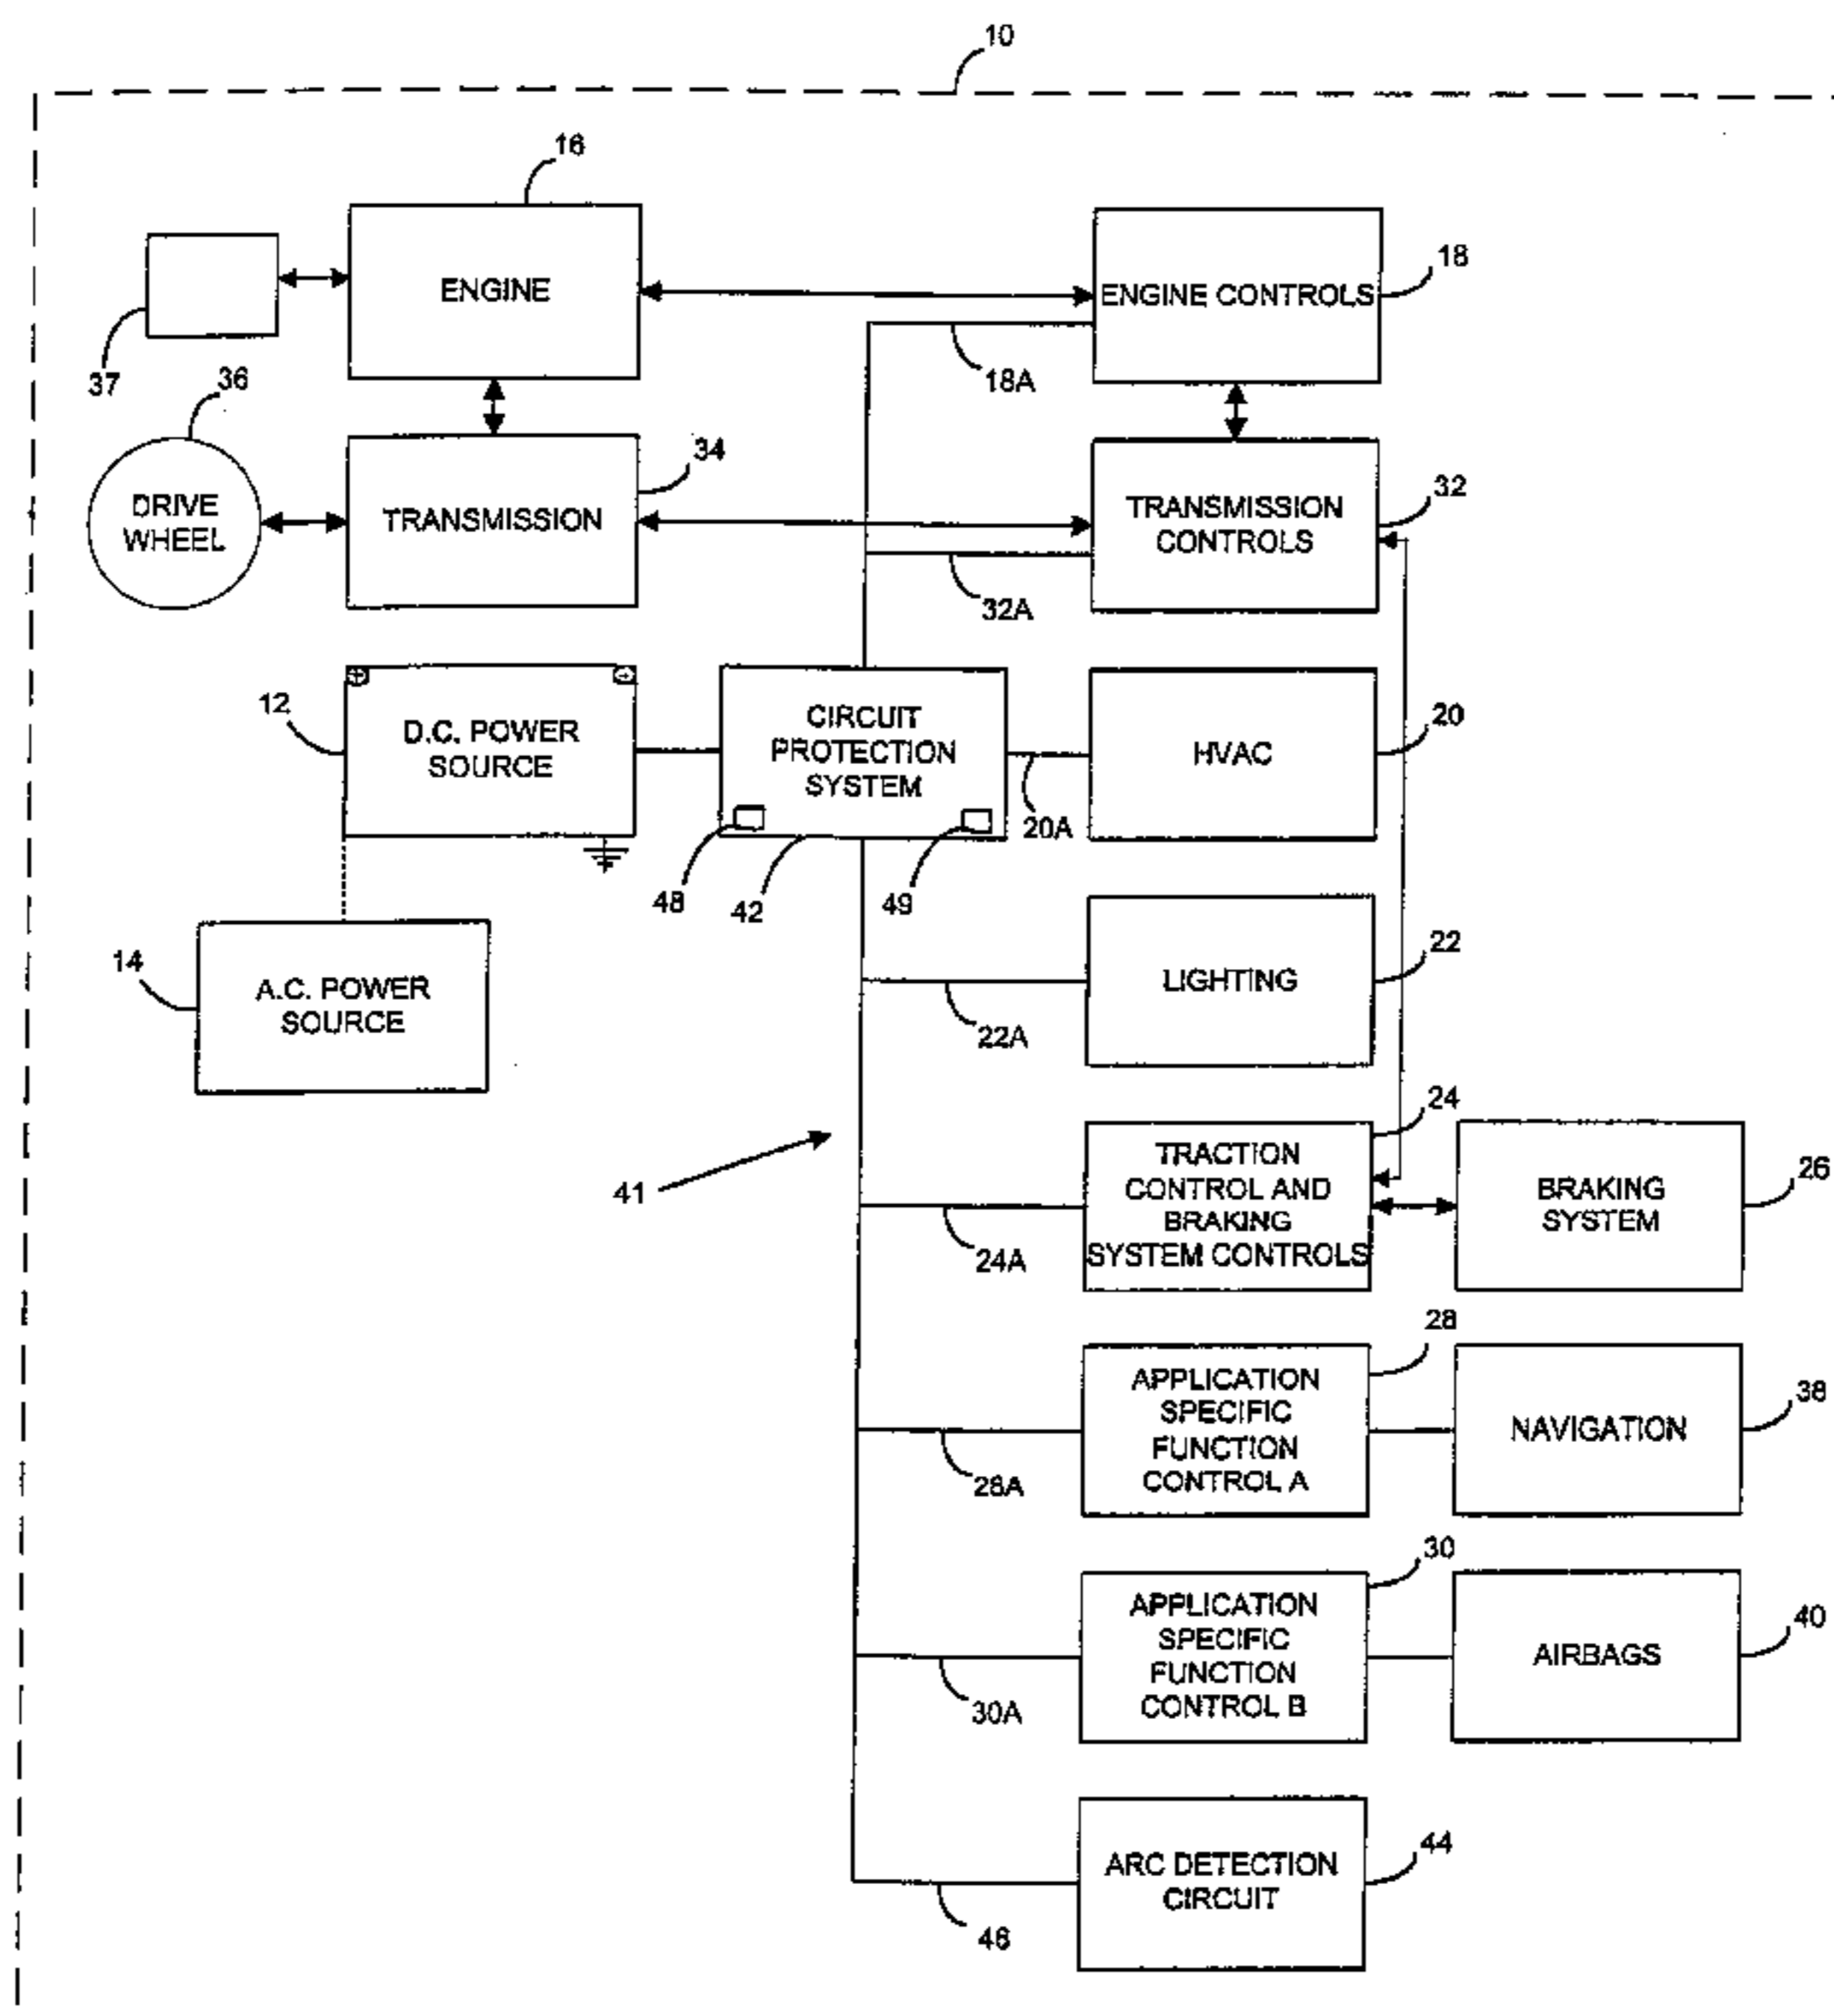 10
16
ENGINE
37
ENGINE CONTROLS
18
18A
36
DRIVE
WHEEL
TRANSMISSION
34
TRANSMISSION
CONTROLS
32
32A
12
+
-
D.C. POWER
SOURCE
CIRCUIT
PROTECTION
SYSTEM
48
42
49
20A
HVAC
20
14
A.C. POWER
SOURCE
LIGHTING
22
22A
41
TRACTION
CONTROL AND
BRAKING
SYSTEM CONTROLS
24
24A
BRAKING
SYSTEM
26
APPLICATION
SPECIFIC
FUNCTION
CONTROL A
28
28A
NAVIGATION
38
APPLICATION
SPECIFIC
FUNCTION
CONTROL B
30
30A
AIRBAGS
40
ARC DETECTION
CIRCUIT
44
46